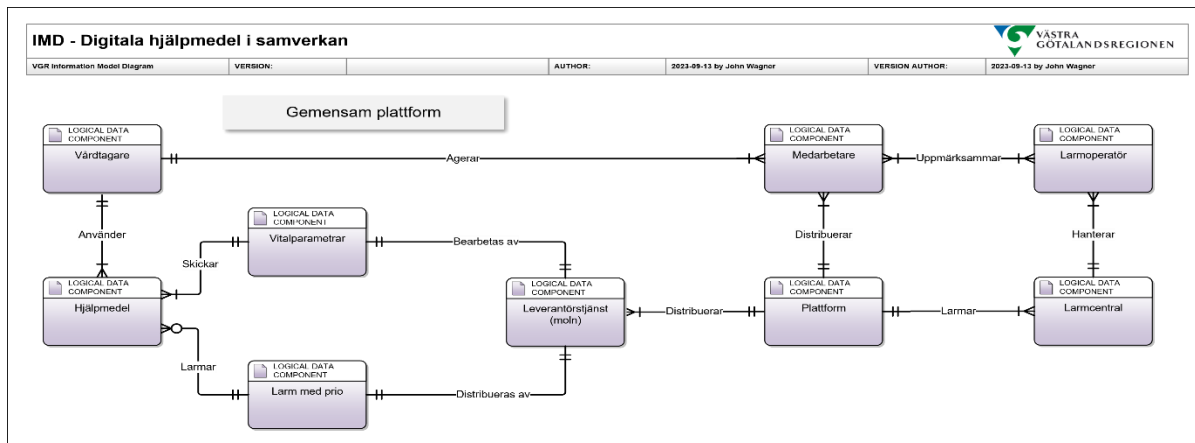 IMD - Digitala hjälpmedel i samverkan
VÄSTRA
GÖTALANDSREGIONEN
VGR Information Model Diagram
VERSION:
AUTHOR:
2023-09-13 by John Wagner
VERSION AUTHOR:
2023-09-13 by John Wagner
Gemensam plattform
LOGICAL DATA
COMPONENT
Vårdtagare
Agerar
LOGICAL DATA
COMPONENT
Medarbetare
Uppmärksammar
LOGICAL DATA
COMPONENT
Larmoperatör
Använder
LOGICAL DATA
COMPONENT
Vitalparametrar
Skickar
Bearbetas av
Distribuerar
Hanterar
LOGICAL DATA
COMPONENT
Hjälpmedel
LOGICAL DATA
COMPONENT
Leverantörstjänst
(moln)
Distribuerar
LOGICAL DATA
COMPONENT
Plattform
Larmar
LOGICAL DATA
COMPONENT
Larmcentral
Larmar
LOGICAL DATA
COMPONENT
Larm med prio
Distribueras av